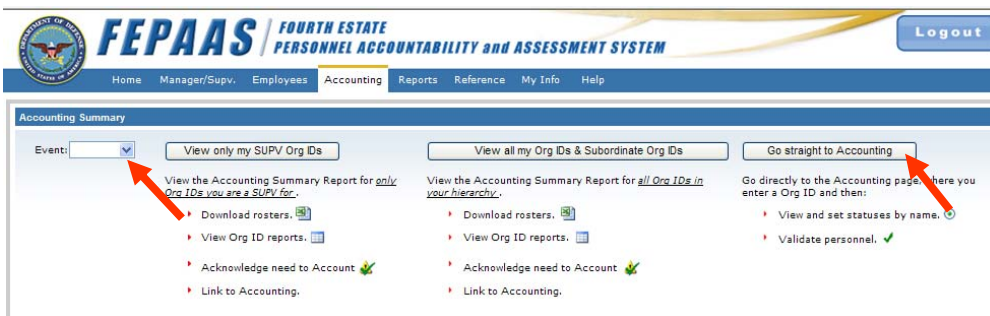 FEPAAS FOURTH ESTATE
PERSONNEL ACCOUNTABILITY and ASSESSMENT SYSTEM
Logout
Home Manager/Supv. Employees Accounting Reports Reference My Info Help
Accounting Summary
Event:
View only my SUPV Org IDs
View the Accounting Summary Report for only
Org IDs you are a SUPV for .
Download rosters.
View Org ID reports.
Acknowledge need to Account
Link to Accounting.
View all my Org IDs & Subordinate Org IDs
View the Accounting Summary Report for all Org IDs in
your hierarchy .
Download rosters.
View Org ID reports.
Acknowledge need to Account
Link to Accounting.
Go straight to Accounting
Go directly to the Accounting page, where you
enter a Org ID and then:
View and set statuses by name.
Validate personnel.